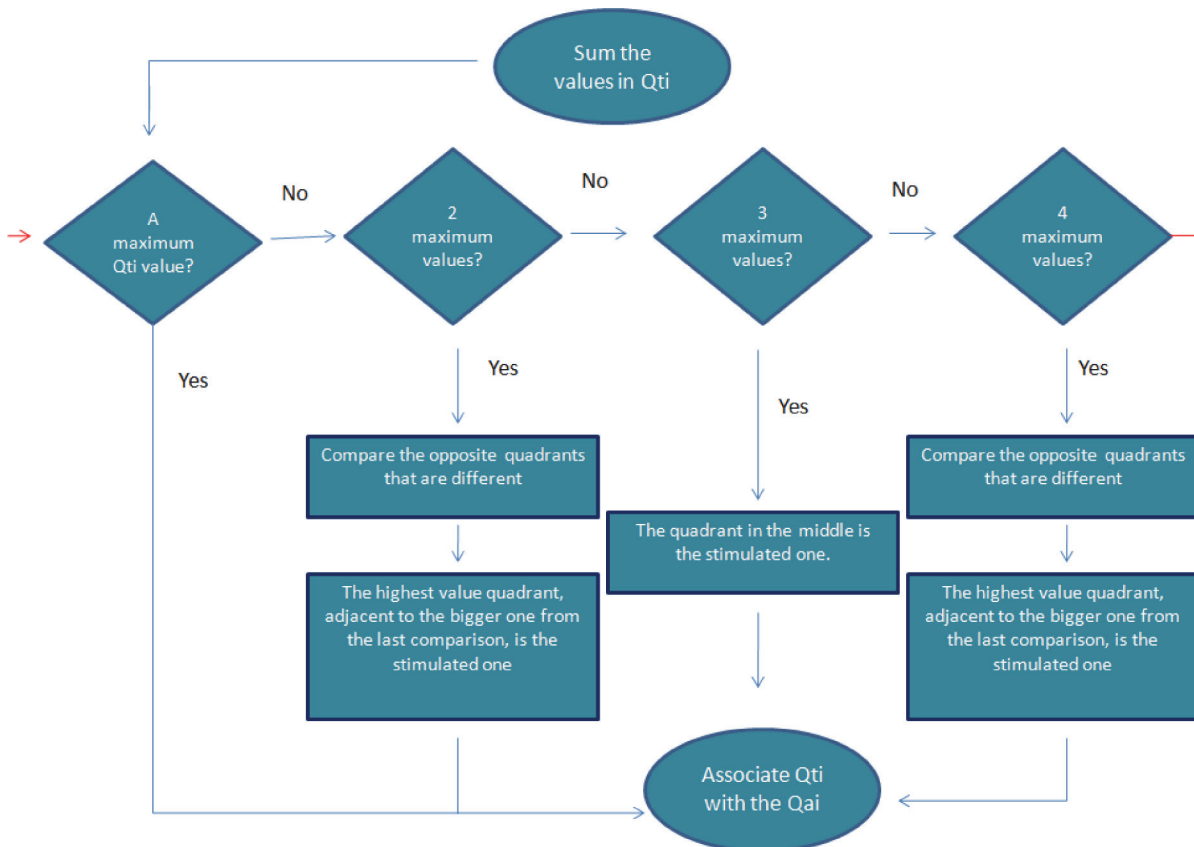 Sum the
values in Qti
No
No
No
A
maximum
Qti value?
2
maximum
values?
3
maximum
values?
4
maximum
values?
Yes
Yes
Yes
Yes
Compare the opposite quadrants
that are different
The quadrant in the middle is
the stimulated one.
Compare the opposite quadrants
that are different
The highest value quadrant,
adjacent to the bigger one from
the last comparison, is the
stimulated one
The highest value quadrant,
adjacent to the bigger one from
the last comparison, is the
stimulated one
Associate Qti
with the Qai